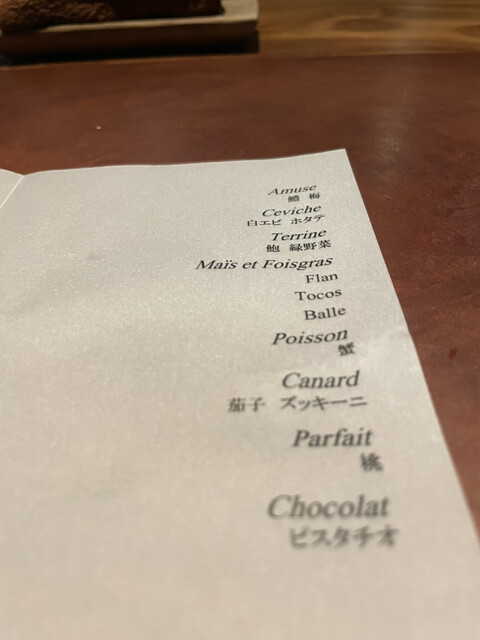 Amuse
鱧 梅
Ceviche
白エビ ホタテ
Terrine
鮑 緑野菜
Maïs et Foisgras
Flan
Tocos
Balle
Poisson
蟹
Canard
茄子 ズッキーニ
Parfait
桃
Chocolat
ピスタチオ